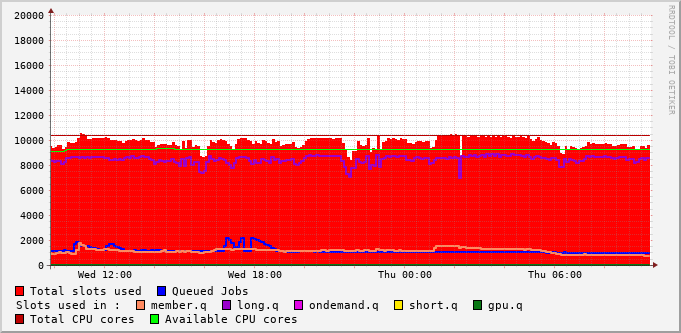 20000
18000
16000
14000
12000
10000
8000
6000
4000
2000
0
Wed 12:00 Wed 18:00 Thu 00:00 Thu 06:00
Total slots used Queued Jobs
Slots used in : member.q long.q ondemand.q short.q gpu.q
Total CPU cores Available CPU cores
RRDTOOL / TOBI OETIKER